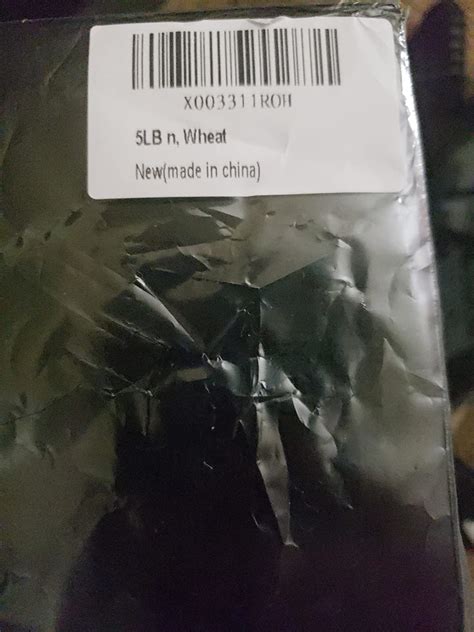 X003311ROH
5LB n, Wheat
New(made in china)